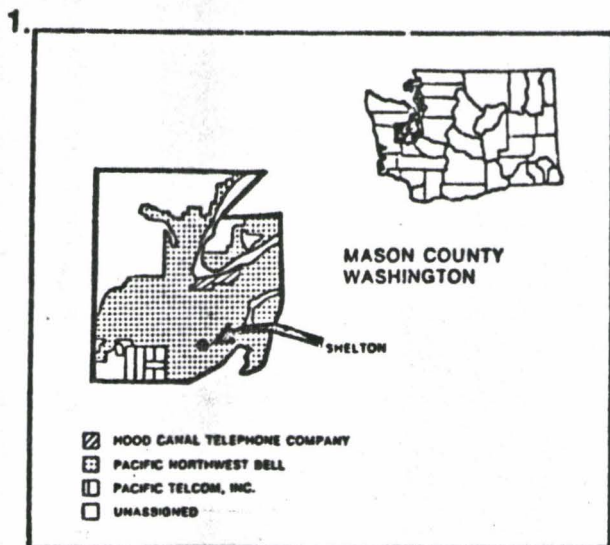 1.
MASON COUNTY
WASHINGTON
SHELTON
HOOD CANAL TELEPHONE COMPANY
PACIFIC NORTHWEST BELL
PACIFIC TELCOM, INC.
UNASSIGNED